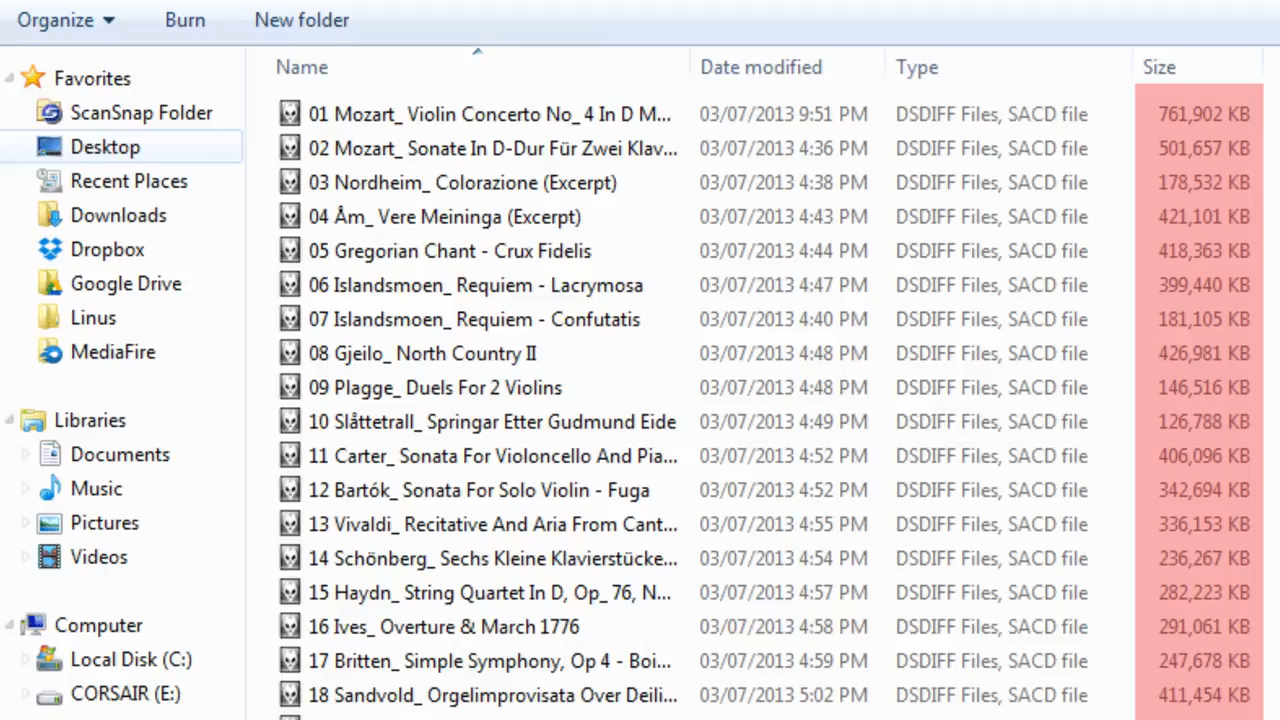 Organize Burn New folder
Name Date modified Type Size
Favorites
ScanSnap Folder
Desktop
Recent Places
Downloads
Dropbox
Google Drive
Linus
MediaFire
Libraries
Documents
Music
Pictures
Videos
Computer
Local Disk (C:)
CORSAIR (E:)
01 Mozart_ Violin Concerto No_ 4 In D M... 03/07/2013 9:51 PM DSDIFF Files, SACD file 761,902 KB
02 Mozart_ Sonate In D-Dur Für Zwei Klav... 03/07/2013 4:36 PM DSDIFF Files, SACD file 501,657 KB
03 Nordheim_ Colorazione (Excerpt) 03/07/2013 4:38 PM DSDIFF Files, SACD file 178,532 KB
04 Åm_ Vere Meininga (Excerpt) 03/07/2013 4:43 PM DSDIFF Files, SACD file 421,101 KB
05 Gregorian Chant - Crux Fidelis 03/07/2013 4:44 PM DSDIFF Files, SACD file 418,363 KB
06 Islandsmoen_ Requiem - Lacrymosa 03/07/2013 4:47 PM DSDIFF Files, SACD file 399,440 KB
07 Islandsmoen_ Requiem - Confutatis 03/07/2013 4:40 PM DSDIFF Files, SACD file 181,105 KB
08 Gjeilo_ North Country II 03/07/2013 4:48 PM DSDIFF Files, SACD file 426,981 KB
09 Plagge_ Duels For 2 Violins 03/07/2013 4:48 PM DSDIFF Files, SACD file 146,516 KB
10 Slåttetrall_ Springar Etter Gudmund Eide 03/07/2013 4:49 PM DSDIFF Files, SACD file 126,788 KB
11 Carter_ Sonata For Violoncello And Pia... 03/07/2013 4:52 PM DSDIFF Files, SACD file 406,096 KB
12 Bartók_ Sonata For Solo Violin - Fuga 03/07/2013 4:52 PM DSDIFF Files, SACD file 342,694 KB
13 Vivaldi_ Recitative And Aria From Cant... 03/07/2013 4:55 PM DSDIFF Files, SACD file 336,153 KB
14 Schönberg_ Sechs Kleine Klavierstücke... 03/07/2013 4:54 PM DSDIFF Files, SACD file 236,267 KB
15 Haydn_ String Quartet In D, Op_ 76, N... 03/07/2013 4:57 PM DSDIFF Files, SACD file 282,223 KB
16 Ives_ Overture & March 1776 03/07/2013 4:58 PM DSDIFF Files, SACD file 291,061 KB
17 Britten_ Simple Symphony, Op 4 - Boi... 03/07/2013 4:59 PM DSDIFF Files, SACD file 247,678 KB
18 Sandvold_ Orgelimprovisata Over Deili... 03/07/2013 5:02 PM DSDIFF Files, SACD file 411,454 KB